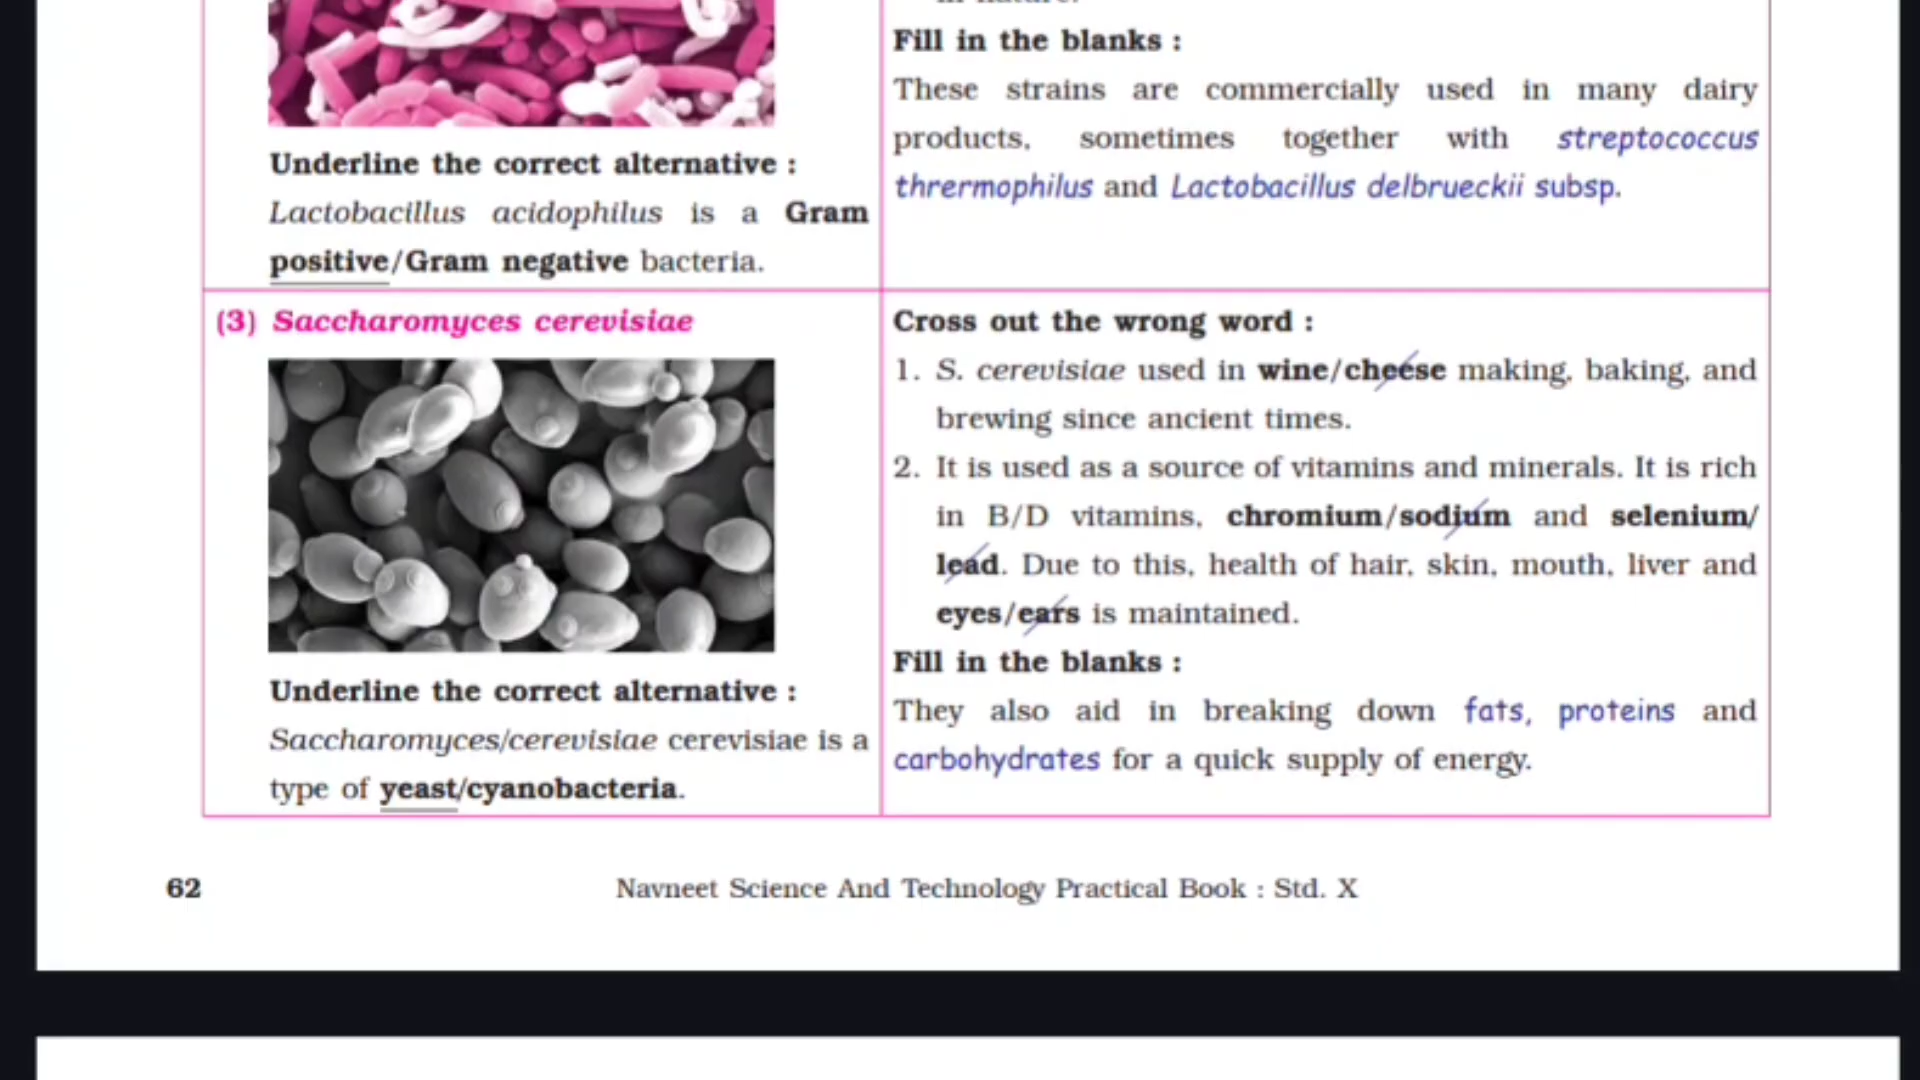 Underline the correct alternative :
Lactobacillus acidophilus is a Gram
positive/Gram negative bacteria.
Fill in the blanks :
These strains are commercially used in many dairy
products, sometimes together with streptococcus
thrermophilus and Lactobacillus delbrueckii subsp.
(3) Saccharomyces cerevisiae
Underline the correct alternative :
Saccharomyces/cerevisiae cerevisiae is a
type of yeast/cyanobacteria.
Cross out the wrong word :
1. S. cerevisiae used in wine/cheese making, baking, and
brewing since ancient times.
2. It is used as a source of vitamins and minerals. It is rich
in B/D vitamins, chromium/sodium and selenium/
lead. Due to this, health of hair, skin, mouth, liver and
eyes/ears is maintained.
Fill in the blanks :
They also aid in breaking down fats, proteins and
carbohydrates for a quick supply of energy.
62
Navneet Science And Technology Practical Book : Std. X